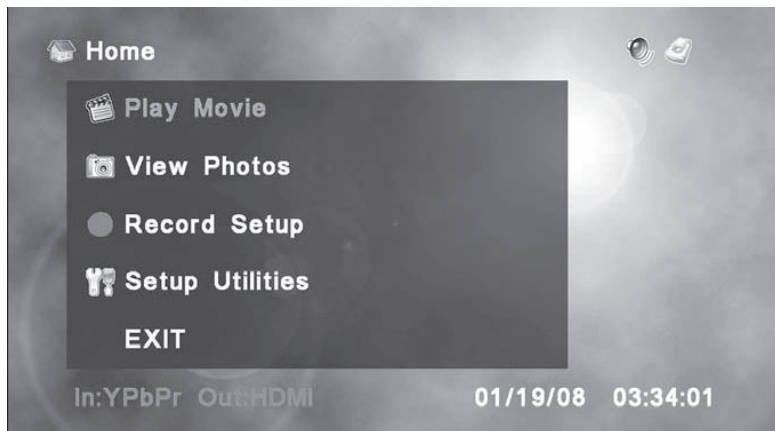 Home
Play Movie
View Photos
Record Setup
Setup Utilities
EXIT
In:YPbPr Out:HDMI
01/19/08 03:34:01